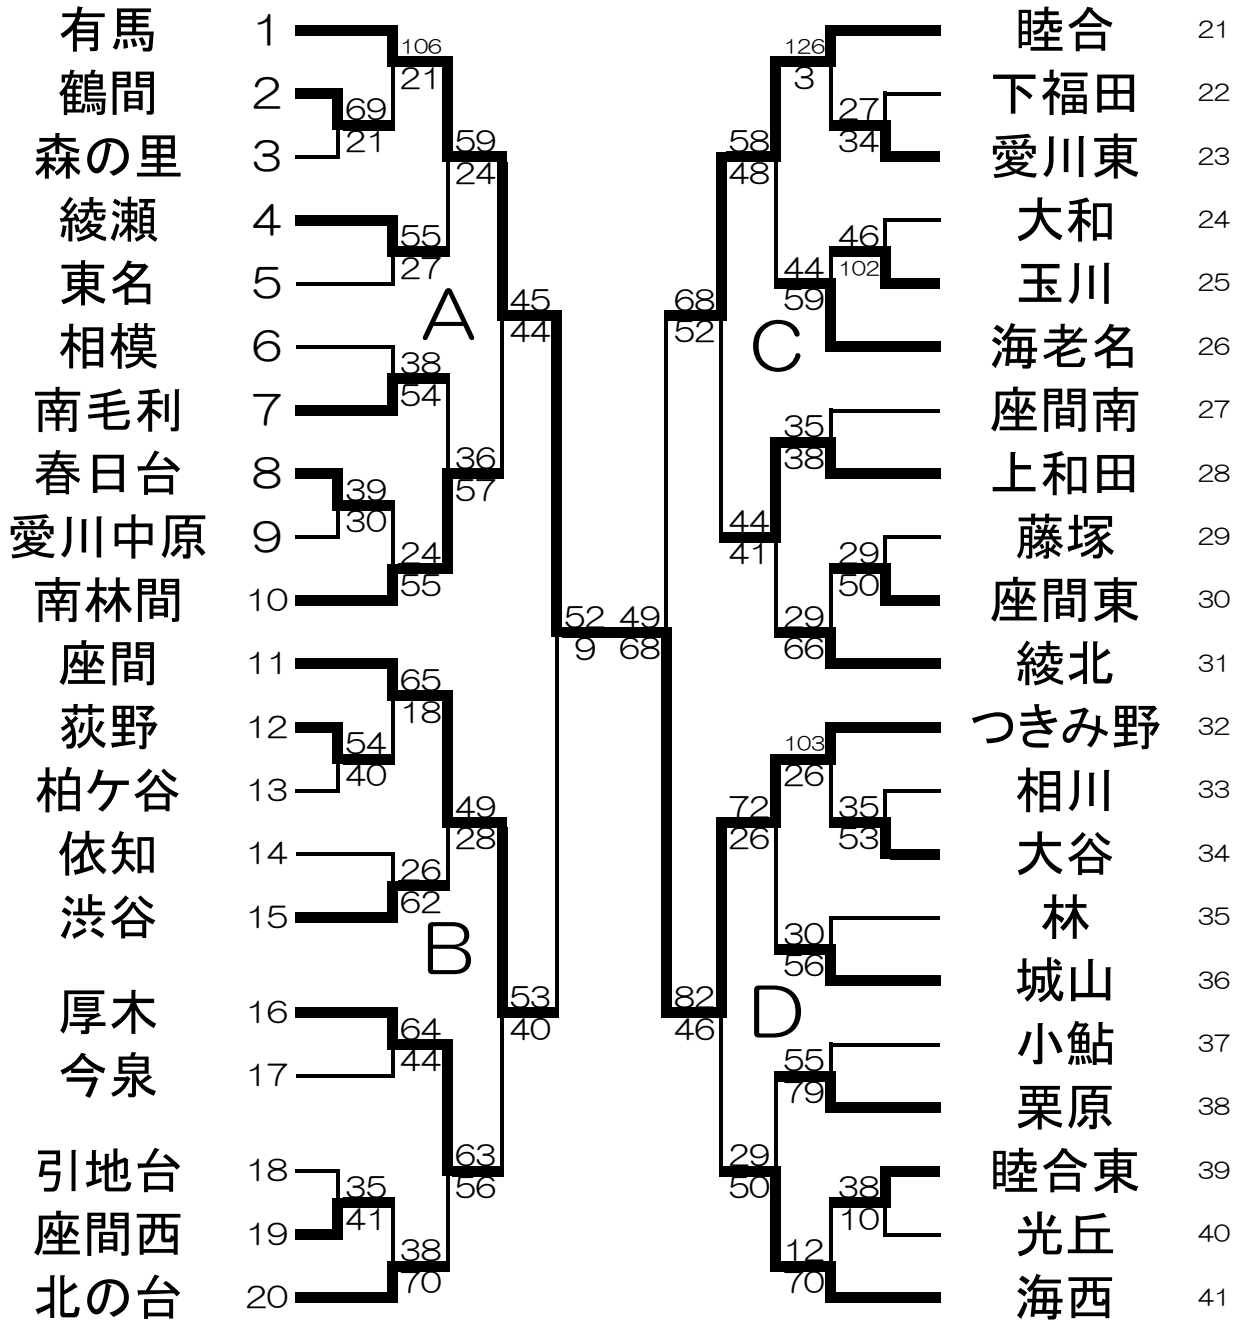 有馬 1 106 126 睦合 21
21 3
鶴間 2 69 27 下福田 22
森の里 3 21 59 58 34 愛川東 23
24 48
綾瀬 4 55 46 大和 24
東名 5 27 44 102 玉川 25
A 45 68 59
相模 6 38 44 52 C 海老名 26
南毛利 7 54 35 座間南 27
春日台 8 36 38 上和田 28
39 57
愛川中原 9 30 44 藤塚 29
24 41 29
南林間 10 55 50 座間東 30
52 49 29
座間 11 65 9 68 66 綾北 31
18
荻野 12 54 103 つきみ野 32
柏ケ谷 13 40 26 相川 33
49 72 35
依知 14 28 26 53 大谷 34
26
渋谷 15 62 林 35
B 30
56 城山 36
厚木 16 53 82 D
64 40 46 小鮎 37
今泉 17 44 55
79 栗原 38
引地台 18 63 29 睦合東 39
35 56 50 38
座間西 19 41 10 光丘 40
38 12
北の台 20 70 70 海西 41